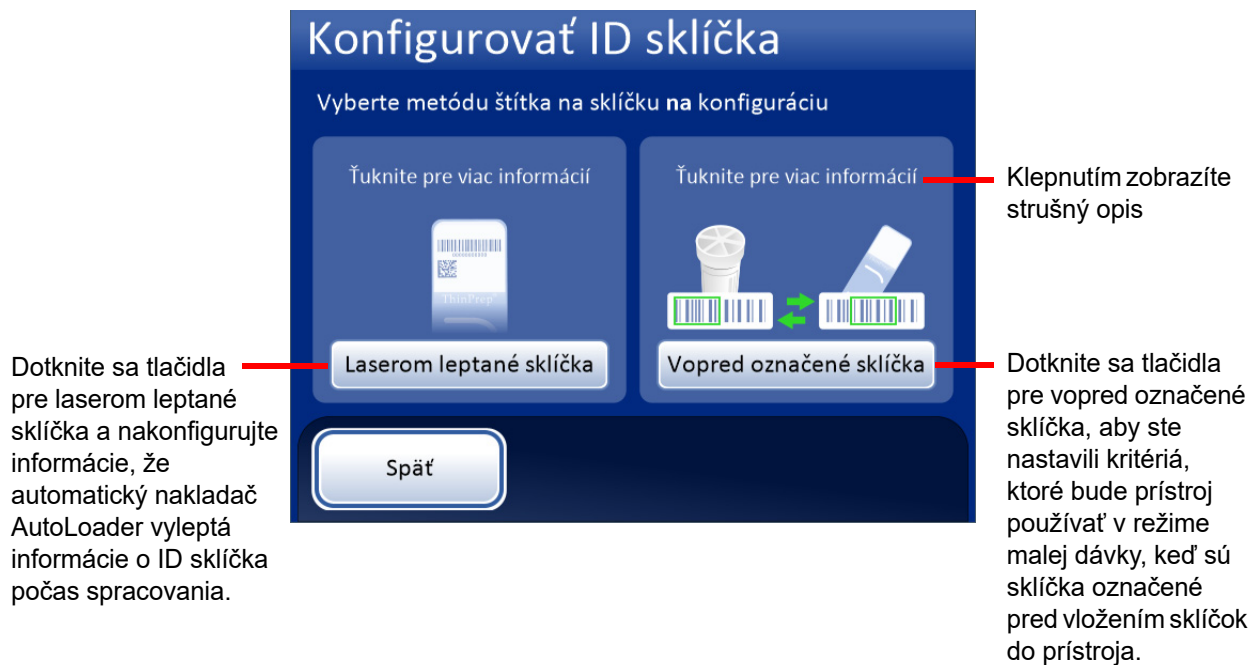 Konfigurovať ID sklíčka
Vyberte metódu štítka na sklíčku na konfiguráciu
Ťuknite pre viac informácií
Ťuknite pre viac informácií
Klepnutím zobrazíte
strušný opis
ThinPrep
Laserom leptané sklíčka
Vopred označené sklíčka
Dotknite sa tlačidla
pre laserom leptané
sklíčka a nakonfigurujte
informácie, že
automatický nakladač
AutoLoader vyleptá
informácie o ID sklíčka
počas spracovania.
Dotknite sa tlačidla
pre vopred označené
sklíčka, aby ste
nastavili kritériá,
ktoré bude prístroj
používať v režime
malej dávky, keď sú
sklíčka označené
pred vložením sklíčok
do prístroja.
Späť